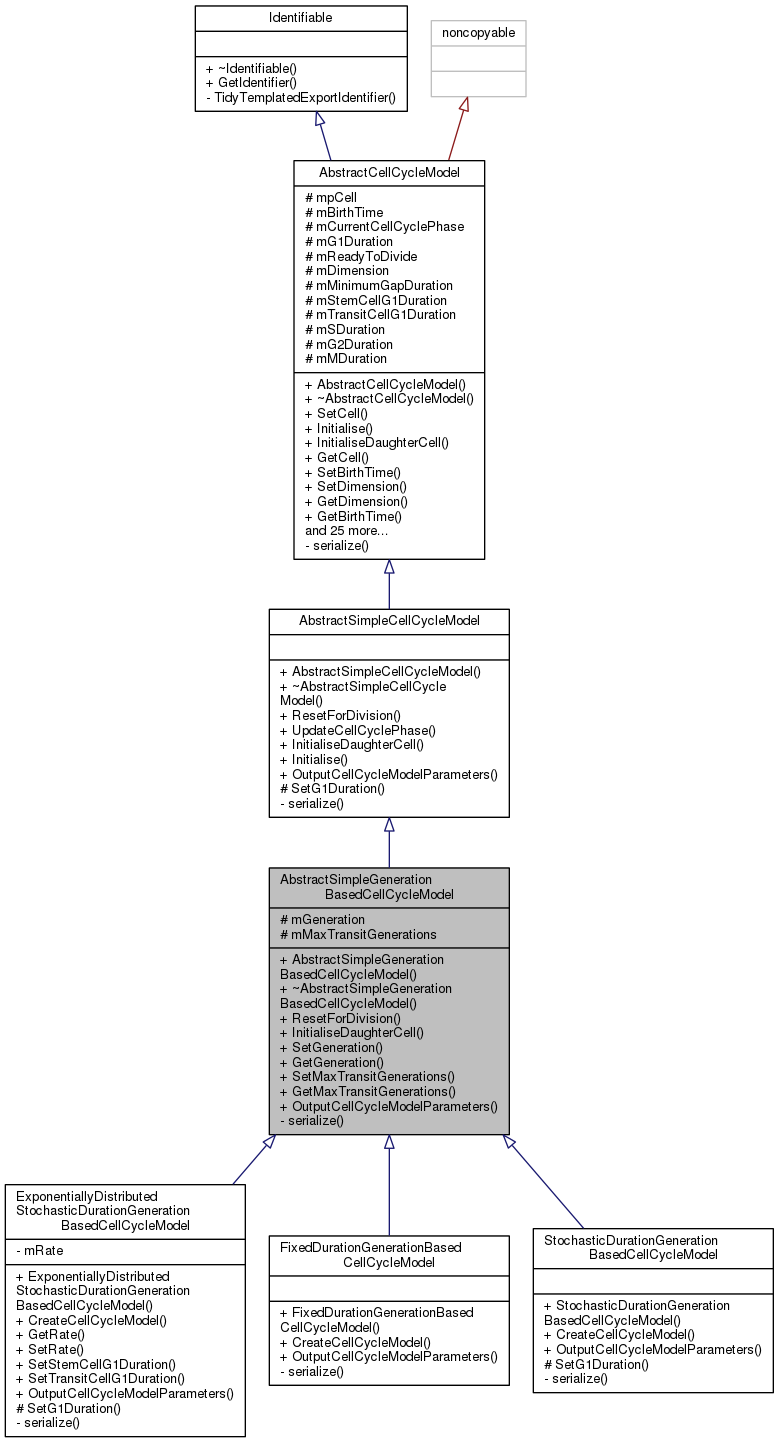 Identifiable
+ ~Identifiable()
+ GetIdentifier()
- TidyTemplatedExportIdentifier()
noncopyable
AbstractCellCycleModel
# mpCell
# mBirthTime
# mCurrentCellCyclePhase
# mG1Duration
# mReadyToDivide
# mDimension
# mMinimumGapDuration
# mStemCellG1Duration
# mTransitCellG1Duration
# mSDuration
# mG2Duration
# mMDuration
+ AbstractCellCycleModel()
+ ~AbstractCellCycleModel()
+ SetCell()
+ Initialise()
+ InitialiseDaughterCell()
+ GetCell()
+ SetBirthTime()
+ SetDimension()
+ GetDimension()
+ GetBirthTime()
and 25 more...
- serialize()
AbstractSimpleCellCycleModel
+ AbstractSimpleCellCycleModel()
+ ~AbstractSimpleCellCycle
Model()
+ ResetForDivision()
+ UpdateCellCyclePhase()
+ InitialiseDaughterCell()
+ Initialise()
+ OutputCellCycleModelParameters()
# SetG1Duration()
- serialize()
AbstractSimpleGeneration
BasedCellCycleModel
# mGeneration
# mMaxTransitGenerations
+ AbstractSimpleGeneration
BasedCellCycleModel()
+ ~AbstractSimpleGeneration
BasedCellCycleModel()
+ ResetForDivision()
+ InitialiseDaughterCell()
+ SetGeneration()
+ GetGeneration()
+ SetMaxTransitGenerations()
+ GetMaxTransitGenerations()
+ OutputCellCycleModelParameters()
- serialize()
ExponentiallyDistributed
StochasticDurationGeneration
BasedCellCycleModel
- mRate
+ ExponentiallyDistributed
StochasticDurationGeneration
BasedCellCycleModel()
+ CreateCellCycleModel()
+ GetRate()
+ SetRate()
+ SetStemCellG1Duration()
+ SetTransitCellG1Duration()
+ OutputCellCycleModelParameters()
# SetG1Duration()
- serialize()
FixedDurationGenerationBased
CellCycleModel
+ FixedDurationGenerationBased
CellCycleModel()
+ CreateCellCycleModel()
+ OutputCellCycleModelParameters()
- serialize()
StochasticDurationGeneration
BasedCellCycleModel
+ StochasticDurationGeneration
BasedCellCycleModel()
+ CreateCellCycleModel()
+ OutputCellCycleModelParameters()
# SetG1Duration()
- serialize()